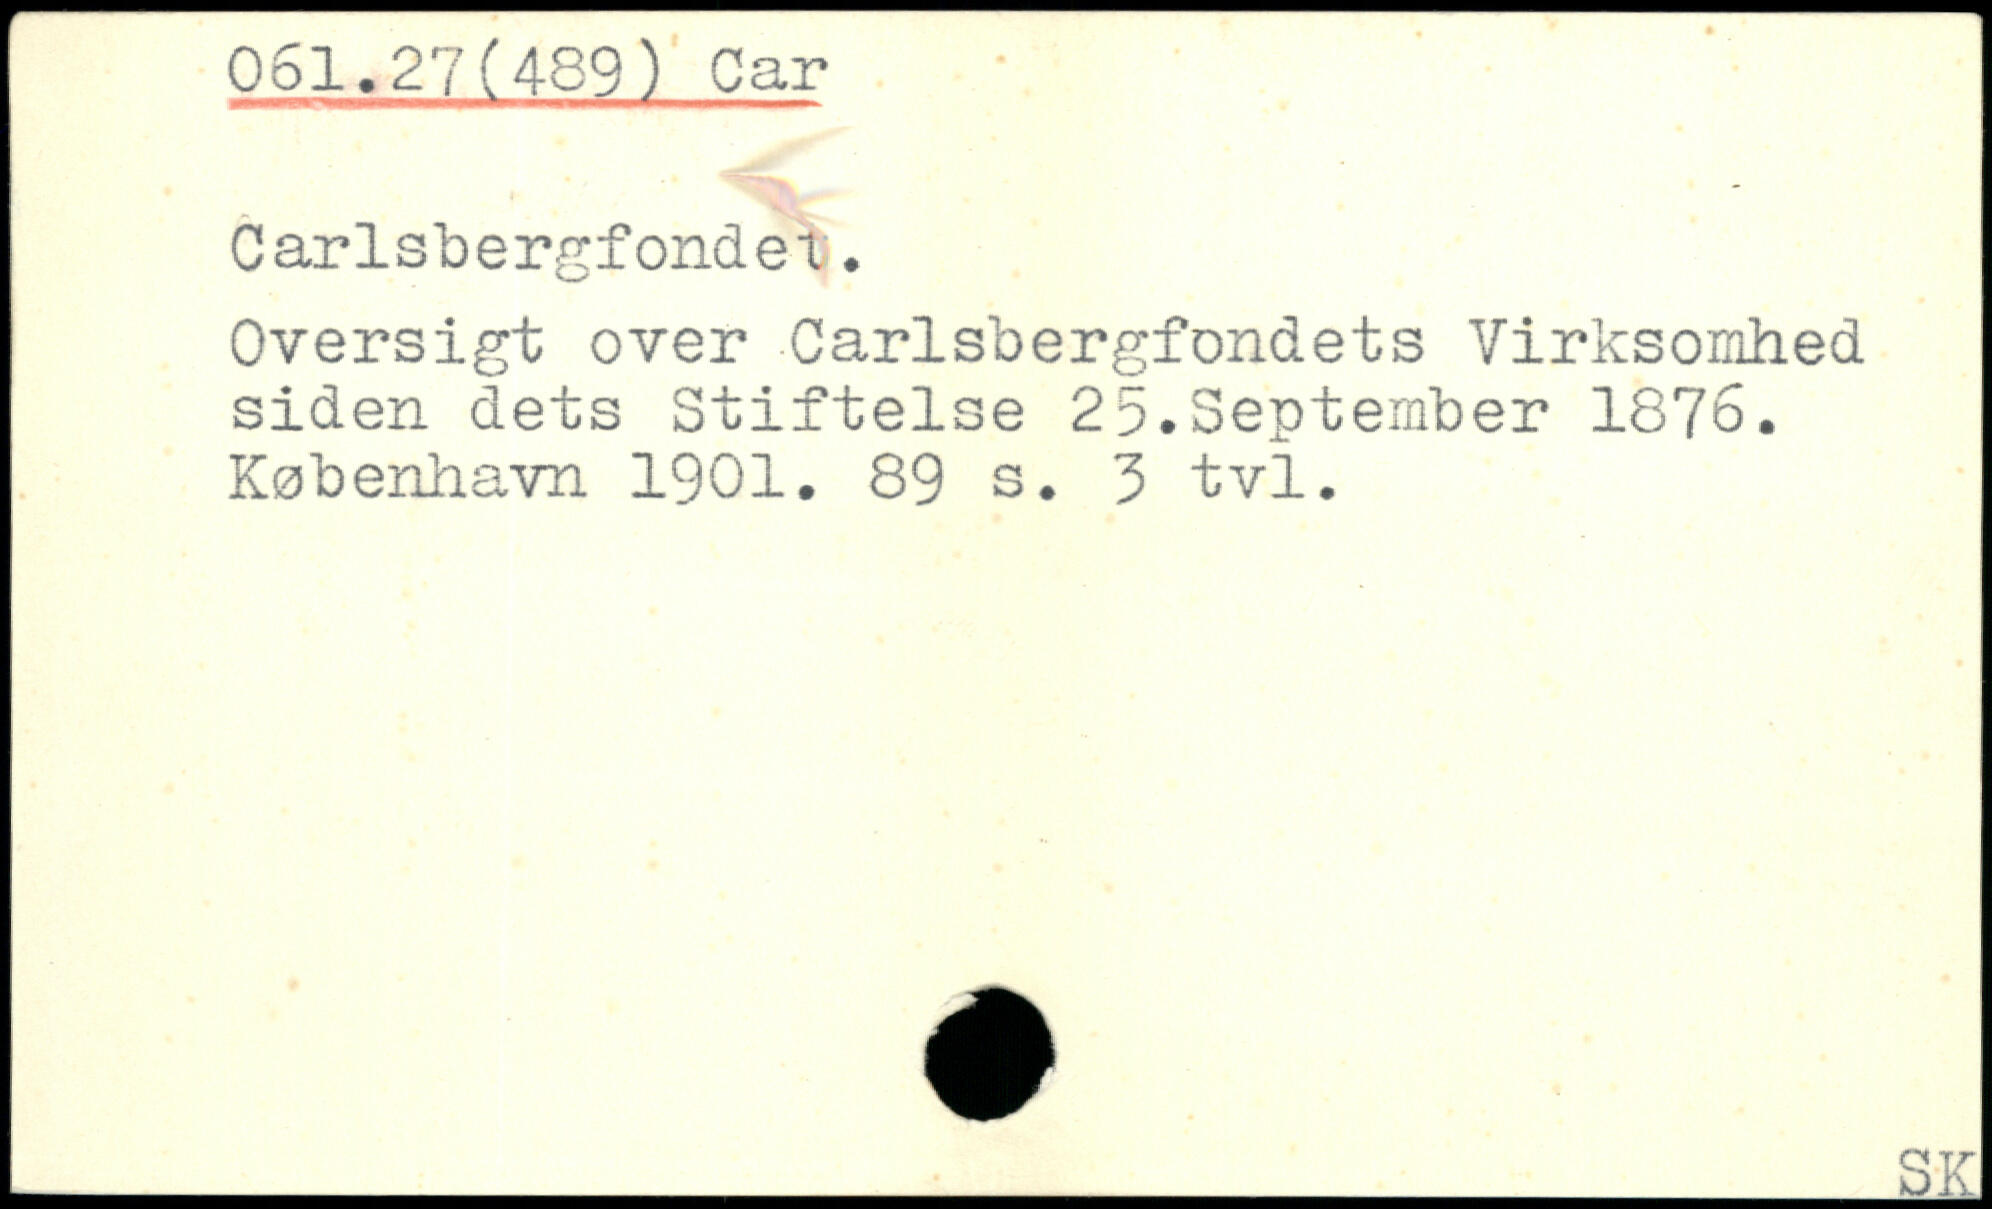 061.27(489) Car
Carlsbergfondet.
Oversigt over Carlsbergfondets Virksomhed
siden dets Stiftelse 25.September 1876.
København 1901. 89 s. 3 tvl.
SK